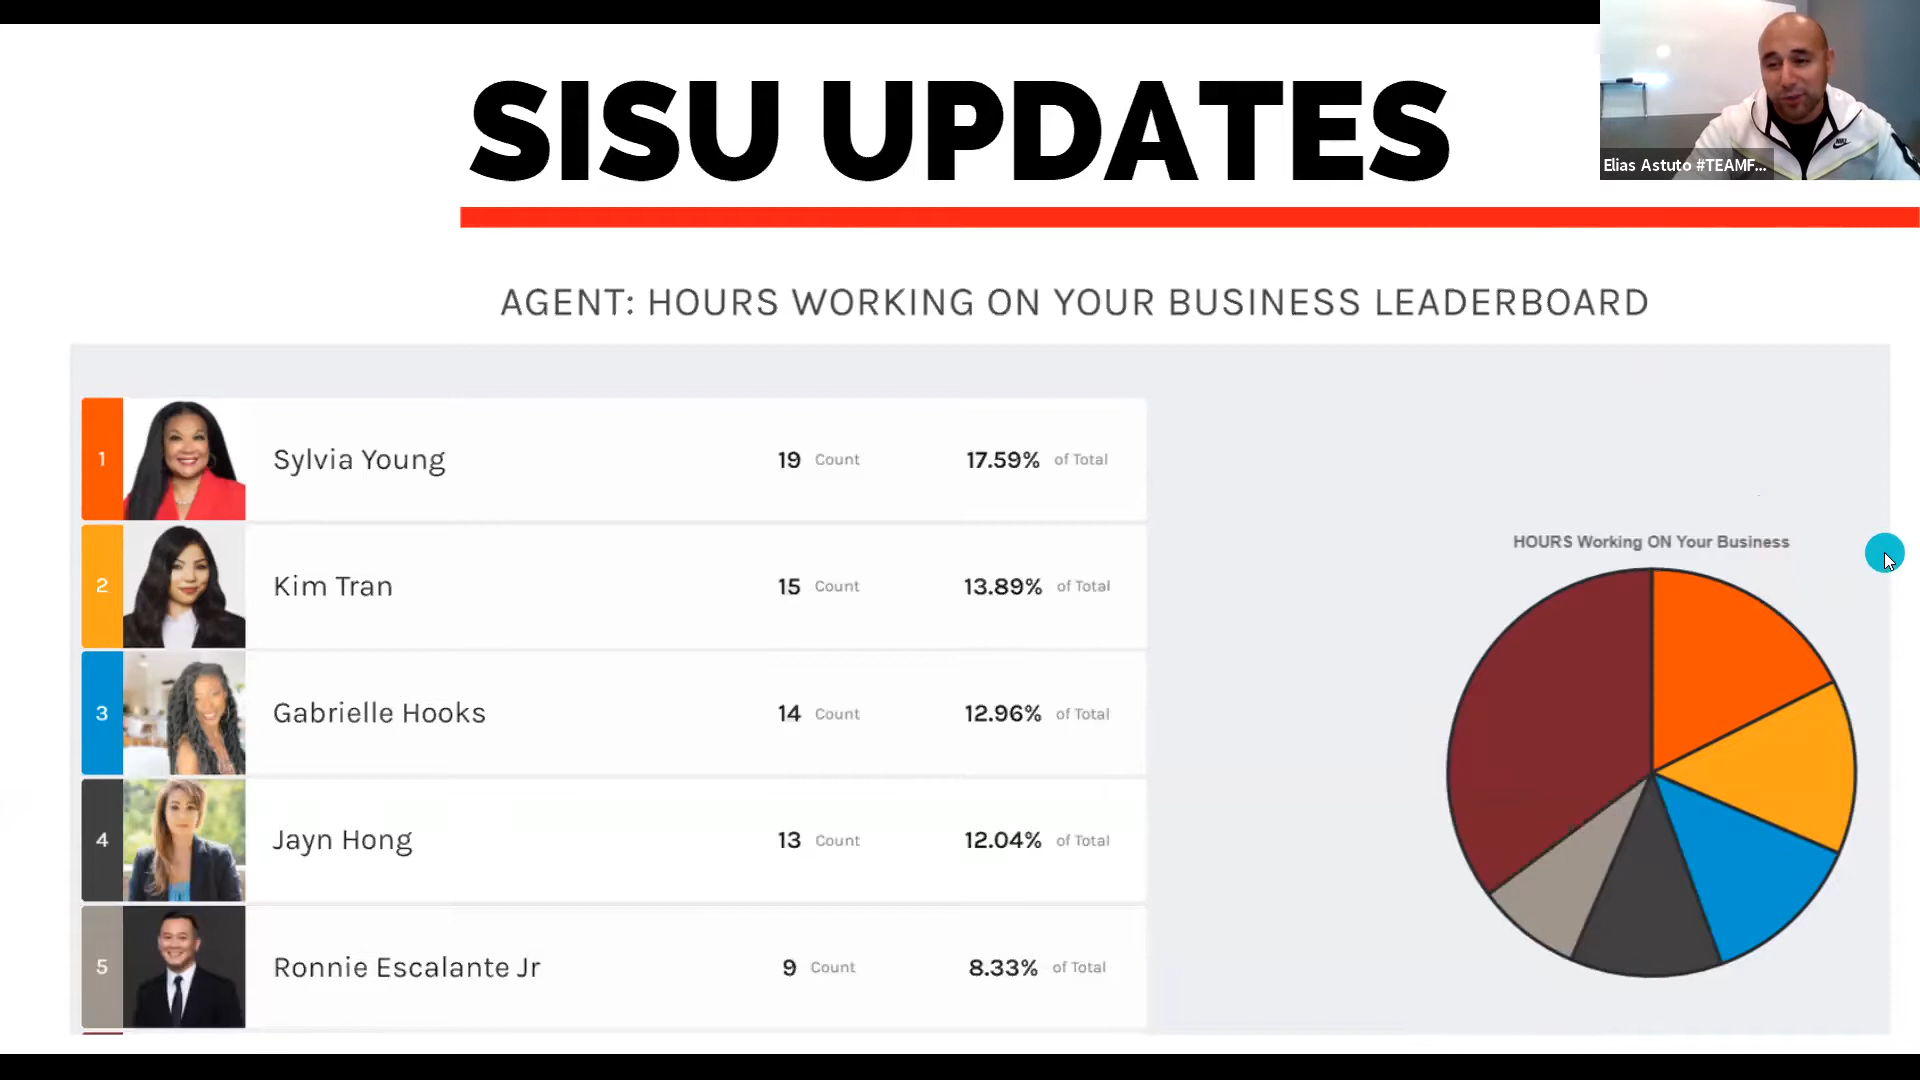 SISU UPDATES
Elias Astuto #TEAMF...
AGENT: HOURS WORKING ON YOUR BUSINESS LEADERBOARD
1 Sylvia Young 19 Count 17.59% of Total
2 Kim Tran 15 Count 13.89% of Total
3 Gabrielle Hooks 14 Count 12.96% of Total
4 Jayn Hong 13 Count 12.04% of Total
5 Ronnie Escalante Jr 9 Count 8.33% of Total
HOURS Working ON Your Business